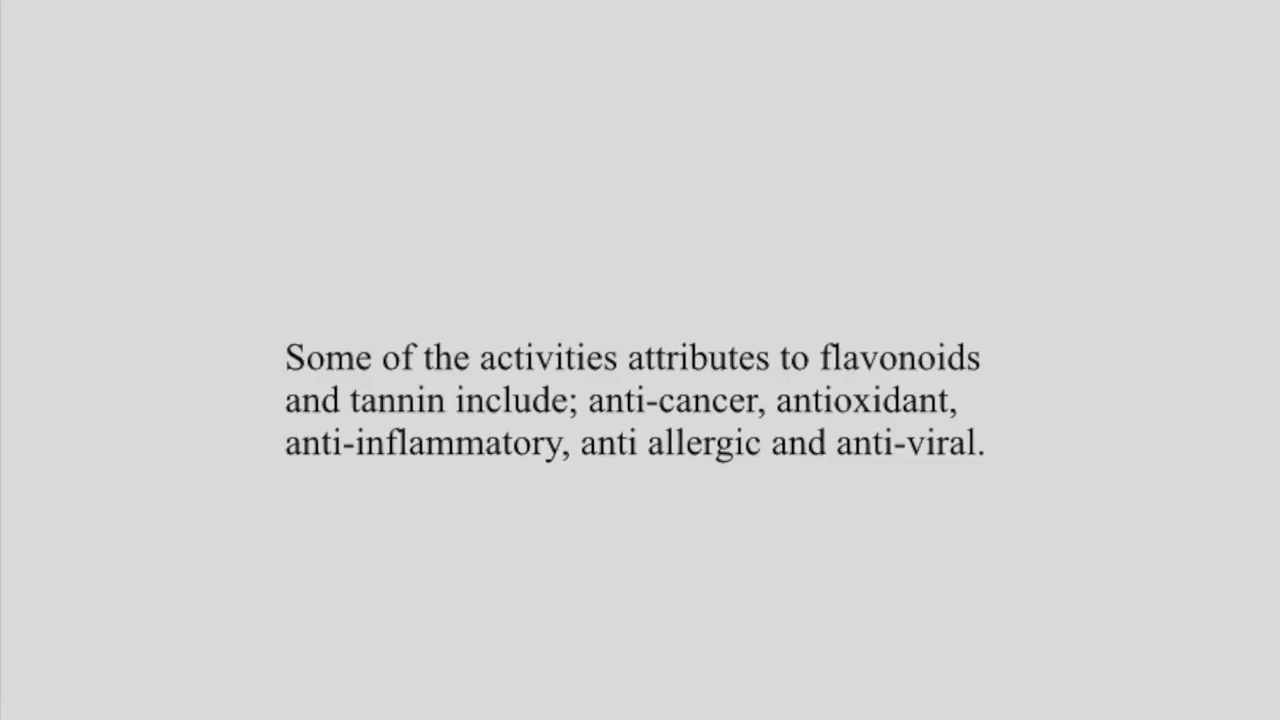 Some of the activities attributes to flavonoids
and tannin include; anti-cancer, antioxidant,
anti-inflammatory, anti allergic and anti-viral.